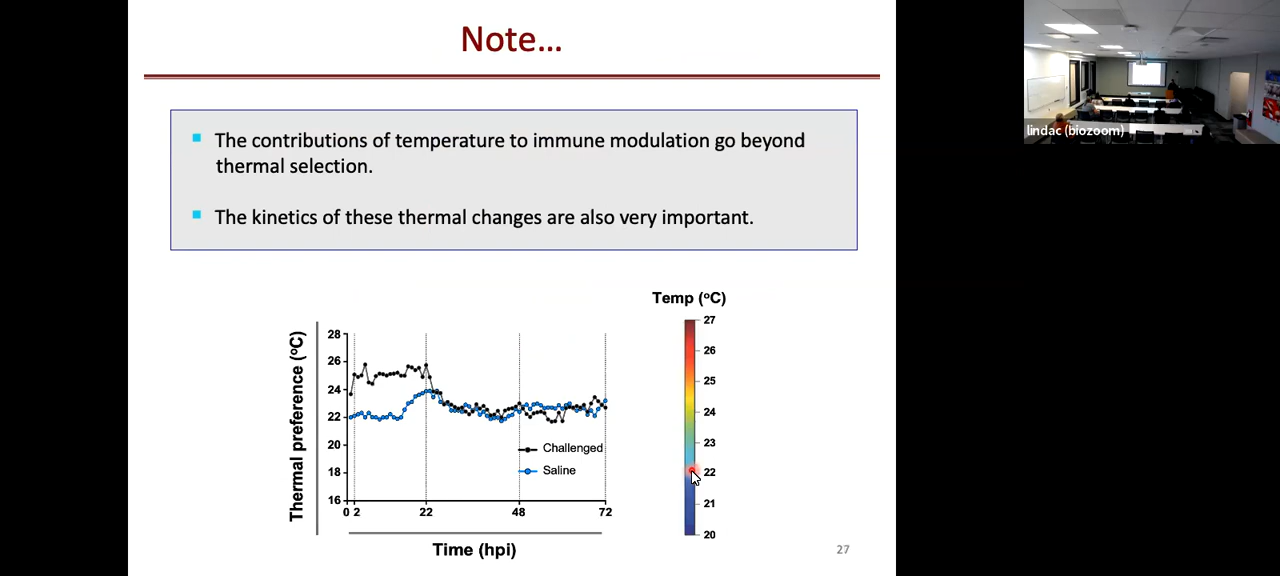 Note...
lindac (biozoom)
The contributions of temperature to immune modulation go beyond
thermal selection.
The kinetics of these thermal changes are also very important.
Temp (°C)
Thermal preference (°C)
28
26
24
22
20
18
16
0 2 22 48 72
Challenged
Saline
Time (hpi)
27
26
25
24
23
22
21
20
27